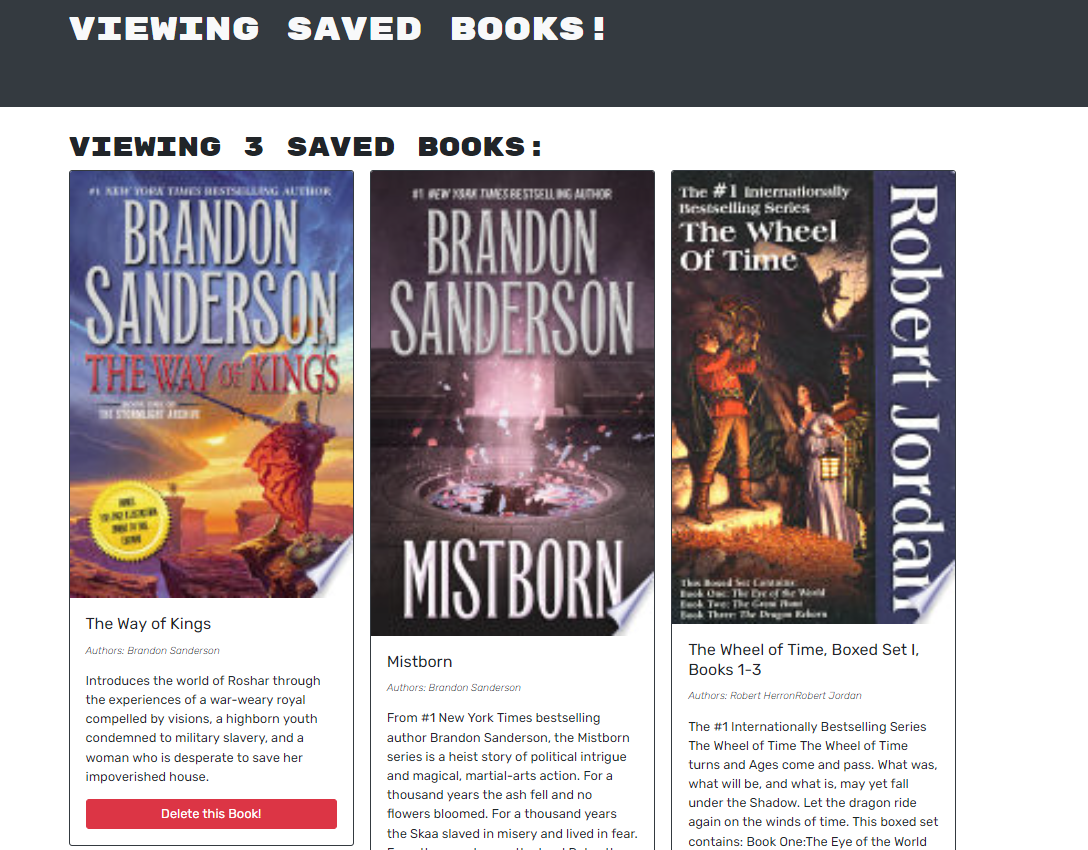 VIEWING SAVED BOOKS!
VIEWING 3 SAVED BOOKS:
#1 NEW YORK TIMES BESTSELLING AUTHOR
BRANDON
SANDERSON
THE WAY OF KINGS
BOOK ONE OF
THE STORMLIGHT ARCHIVE
The Way of Kings
Authors: Brandon Sanderson
Introduces the world of Roshar through
the experiences of a war-weary royal
compelled by visions, a highborn youth
condemned to military slavery, and a
woman who is desperate to save her
impoverished house.
Delete this Book!
#1 NEW YORK TIMES BESTSELLING AUTHOR
BRANDON
SANDERSON
MISTBORN
Mistborn
Authors: Brandon Sanderson
From #1 New York Times bestselling
author Brandon Sanderson, the Mistborn
series is a heist story of political intrigue
and magical, martial-arts action. For a
thousand years the ash fell and no
flowers bloomed. For a thousand years
the Skaa slaved in misery and lived in fear.
The #1 Internationally
Bestselling Series
The Wheel
Of Time
Robert Jordan
This Boxed Set Contains:
Book One: The Eye of the World
Book Two: The Great Hunt
Book Three: The Dragon Reborn
The Wheel of Time, Boxed Set I,
Books 1-3
Authors: Robert HerronRobert Jordan
The #1 Internationally Bestselling Series
The Wheel of Time The Wheel of Time
turns and Ages come and pass. What was,
what will be, and what is, may yet fall
under the Shadow. Let the dragon ride
again on the winds of time. This boxed set
contains: Book One:The Eye of the World